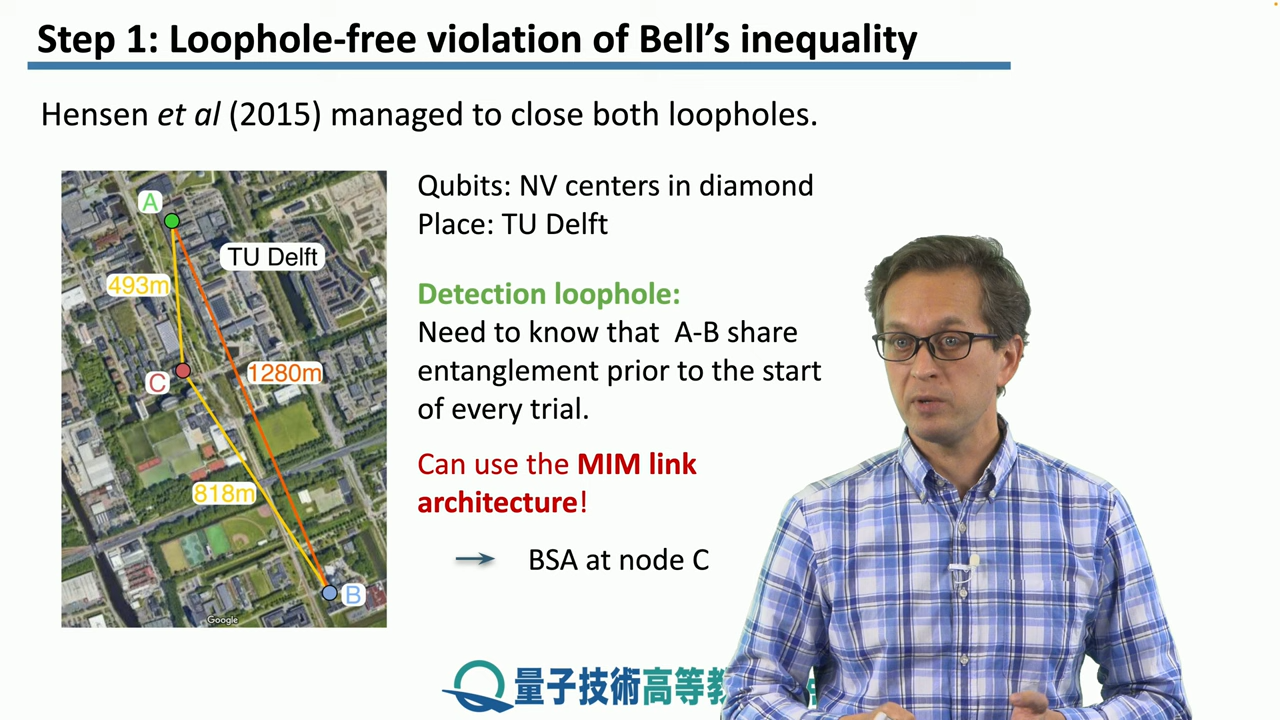 Step 1: Loophole-free violation of Bell's inequality
Hensen et al (2015) managed to close both loopholes.
A
TU Delft
493m
C
1280m
818m
B
Google
Qubits: NV centers in diamond
Place: TU Delft
Detection loophole:
Need to know that A-B share
entanglement prior to the start
of every trial.
Can use the MIM link
architecture!
BSA at node C
量子技術高等教